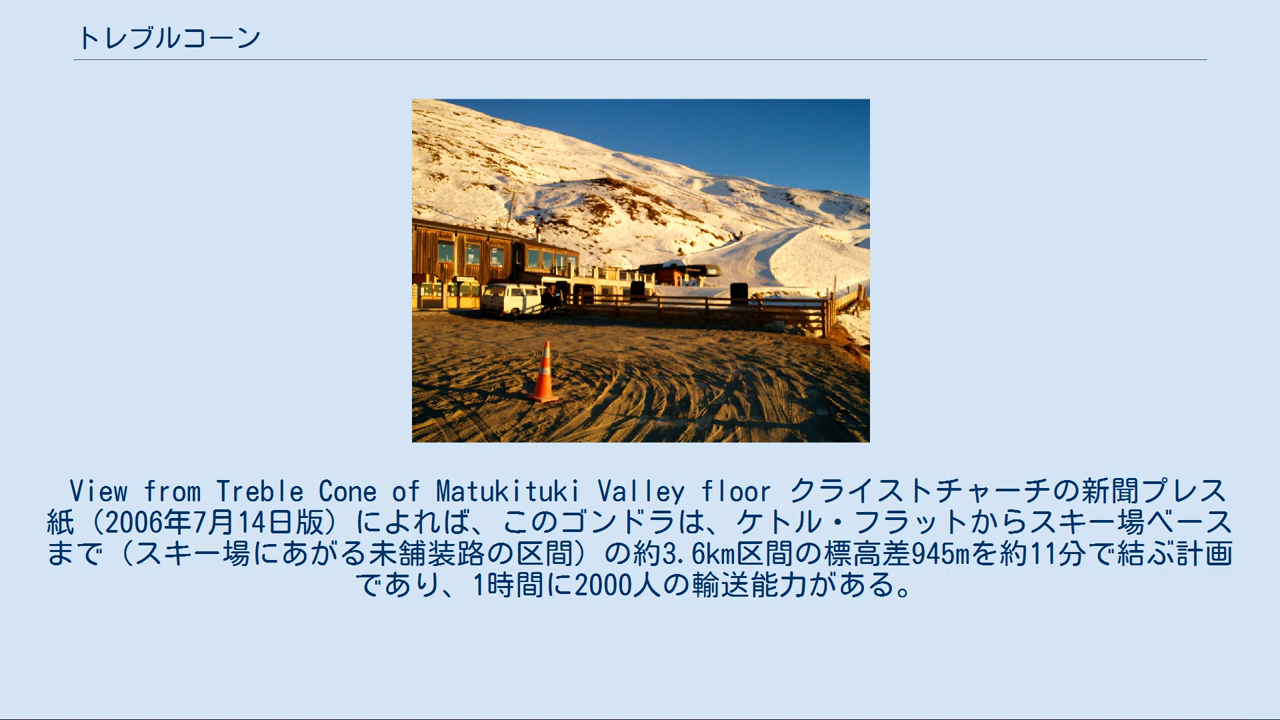 トレブルコーン
View from Treble Cone of Matukituki Valley floor クライストチャーチの新聞プレス
紙（2006年7月14日版）によれば、このゴンドラは、ケトル・フラットからスキー場ベース
まで（スキー場にあがる未舗装路の区間）の約3.6km区間の標高差945mを約11分で結ぶ計画
であり、1時間に2000人の輸送能力がある。